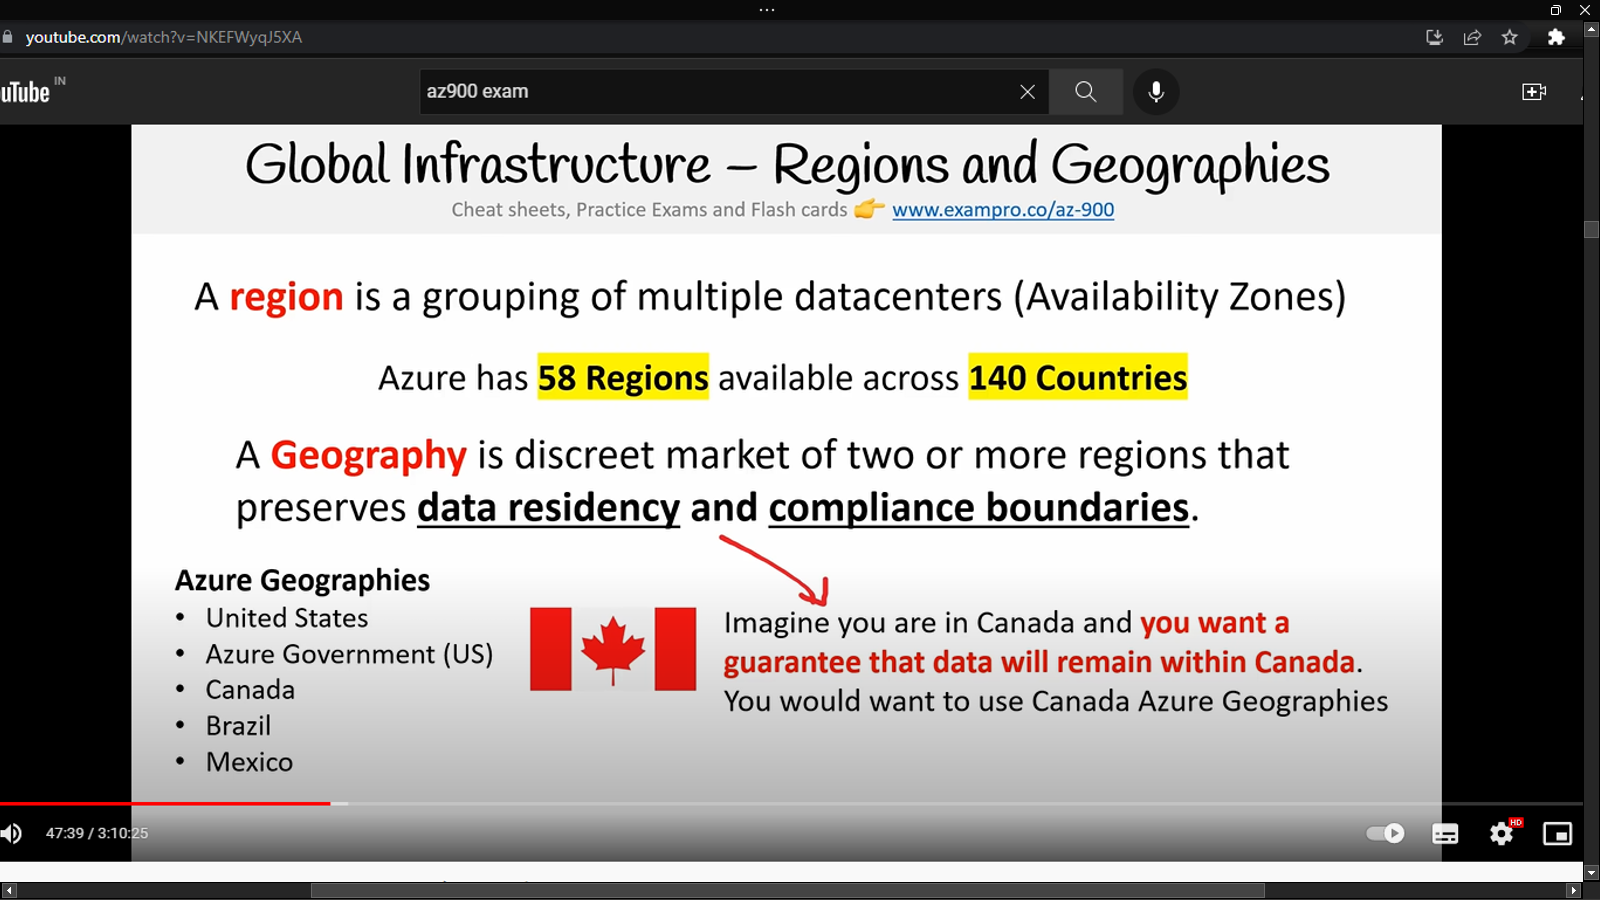 ...
youtube.com/watch?v=NKEFWyqJ5XA
uTube IN
az900 exam
Global Infrastructure – Regions and Geographies
Cheat sheets, Practice Exams and Flash cards 👉 www.exampro.co/az-900
A region is a grouping of multiple datacenters (Availability Zones)
Azure has 58 Regions available across 140 Countries
A Geography is discreet market of two or more regions that
preserves data residency and compliance boundaries.
Azure Geographies
• United States
• Azure Government (US)
• Canada
• Brazil
• Mexico
Imagine you are in Canada and you want a
guarantee that data will remain within Canada.
You would want to use Canada Azure Geographies
47:39 / 3:10:25
HD